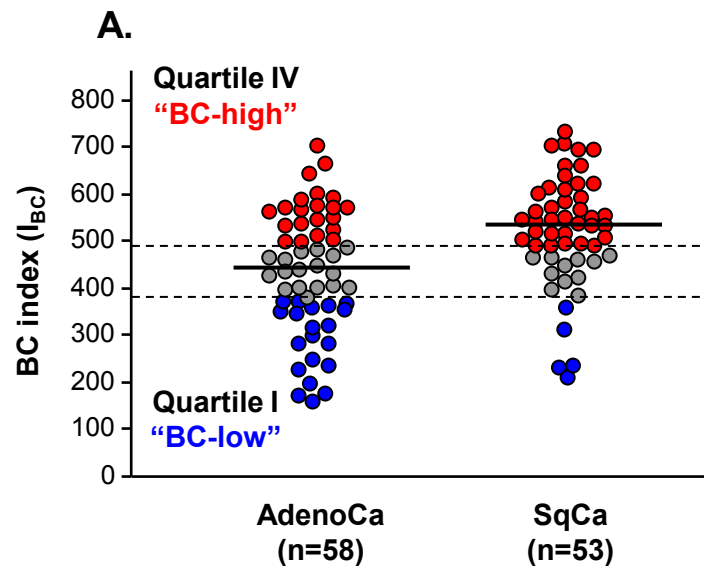 A.
Quartile IV
“BC-high”
800
700
600
500
400
300
200
100
0
BC index (IBC)
Quartile I
“BC-low”
AdenoCa
(n=58)
SqCa
(n=53)